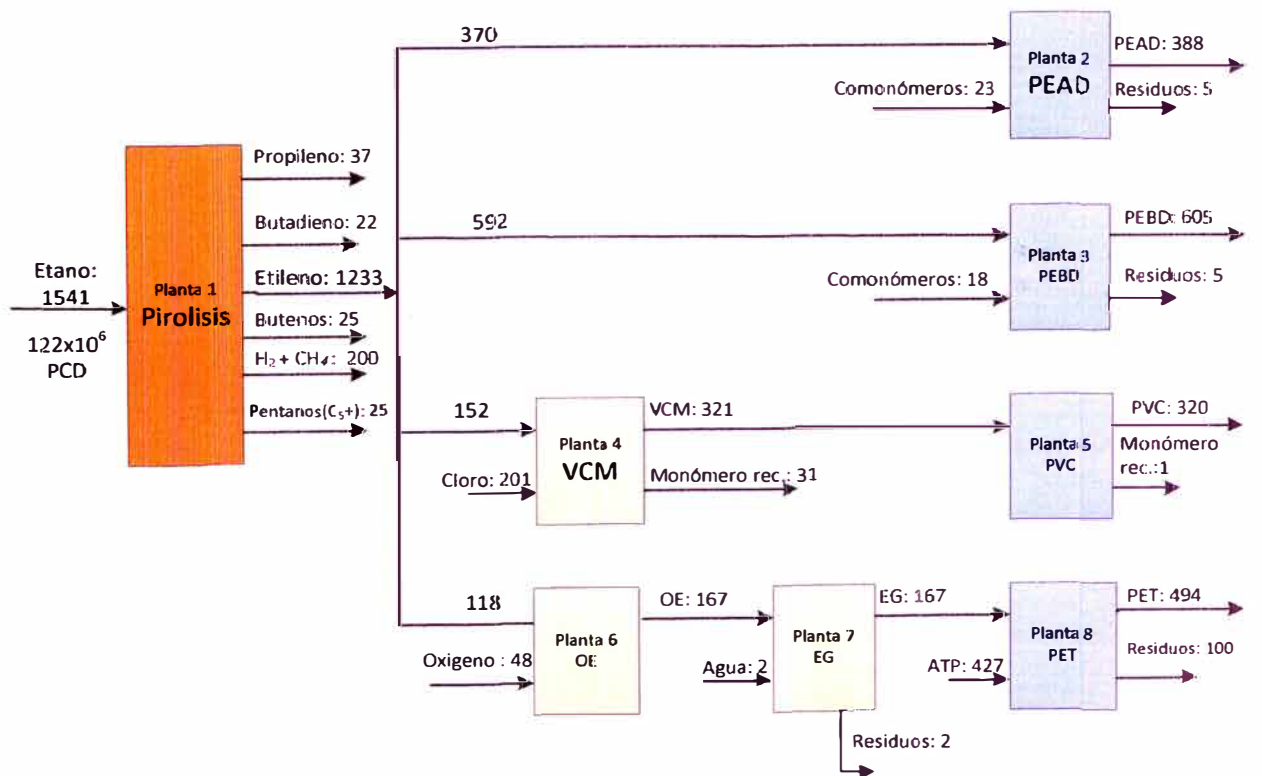 370
Planta 2
PEAD
PEAD: 388
Comonómeros: 23
Residuos: 5
Propileno: 37
Butadieno: 22
592
Planta 3
PEBD
PEBD: 605
Comonómeros: 18
Residuos: 5
Etano:
1541
122x10⁶
PCD
Planta 1
Pirolisis
Etileno: 1233
Butenos: 25
H₂ + CH₄: 200
Pentanos(C₅+): 25
152
Planta 4
VCM
VCM: 321
Cloro: 201
Monómero rec.: 31
Planta 5
PVC
PVC: 320
Monómero
rec.:1
118
Planta 6
OE
Oxigeno : 48
OE: 167
Agua: 2
Planta 7
EG
EG: 167
Residuos: 2
ATP: 427
Planta 8
PET
PET: 494
Residuos: 100